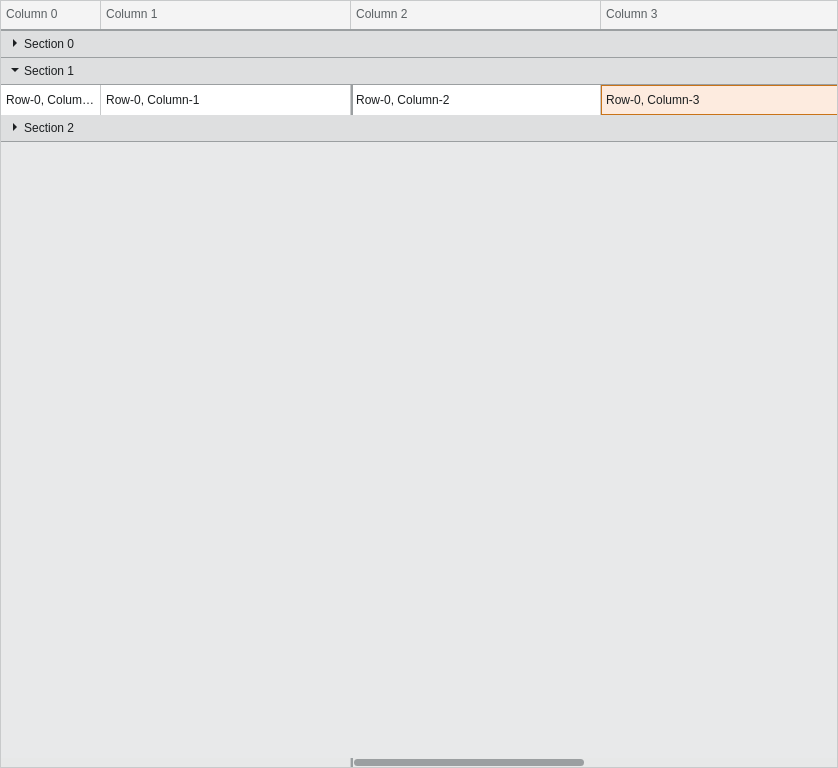 Column 0 Column 1 Column 2 Column 3
Section 0
Section 1
Row-0, Colum… Row-0, Column-1 Row-0, Column-2 Row-0, Column-3
Section 2